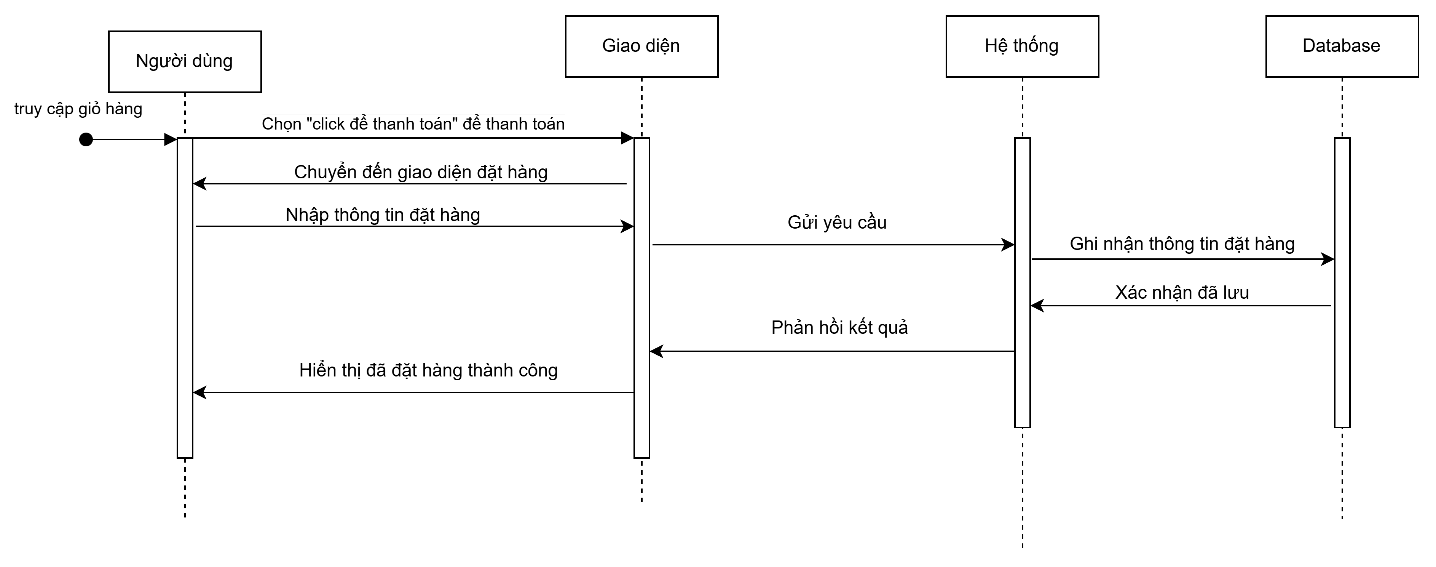 Người dùng
Giao diện
Hệ thống
Database
truy cập giỏ hàng
Chọn "click để thanh toán" để thanh toán
Chuyển đến giao diện đặt hàng
Nhập thông tin đặt hàng
Gửi yêu cầu
Ghi nhận thông tin đặt hàng
Xác nhận đã lưu
Phản hồi kết quả
Hiển thị đã đặt hàng thành công